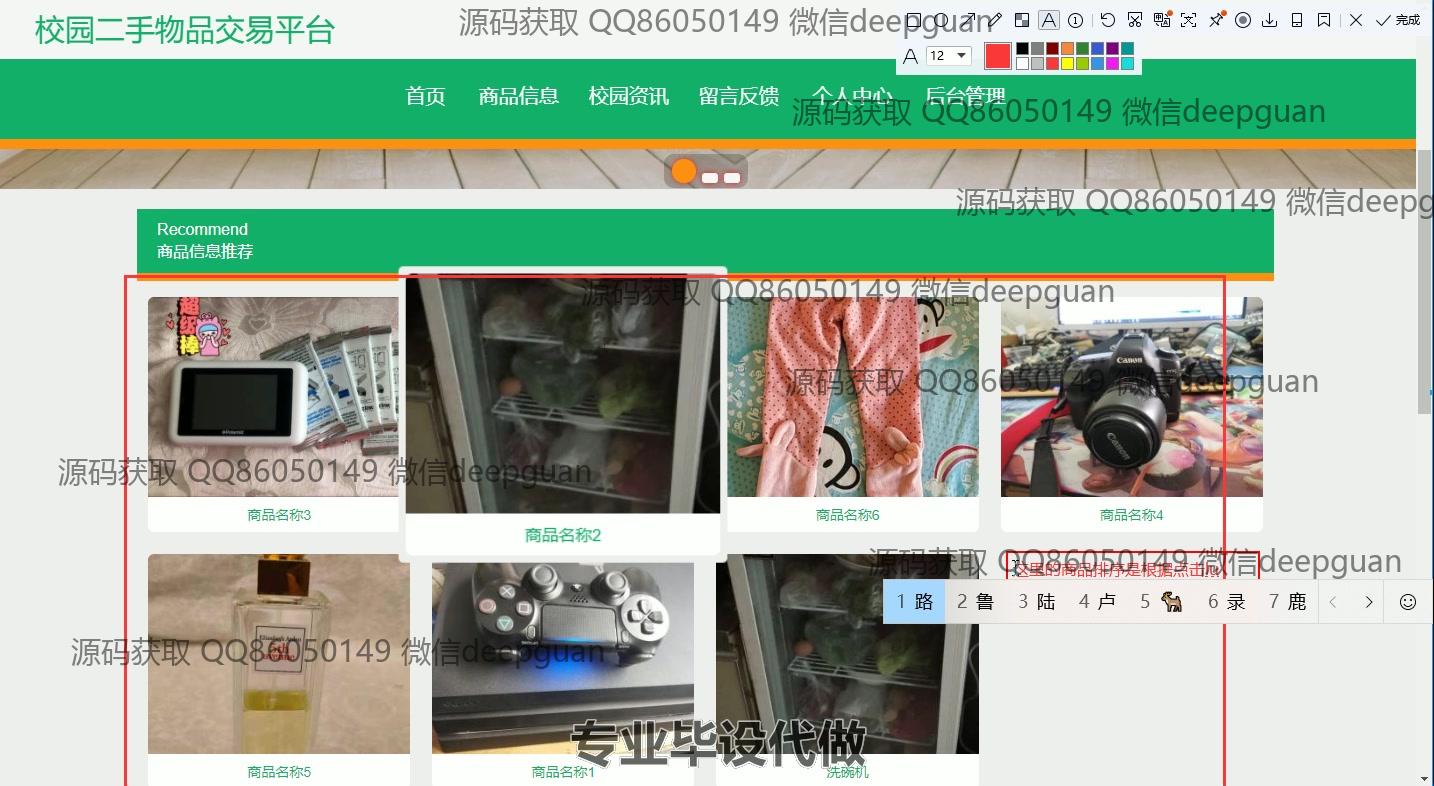 校园二手物品交易平台
源码获取 QQ86050149 微信deepguan
完成
12
首页 商品信息 校园资讯 留言反馈 个人中心 后台管理
源码获取 QQ86050149 微信deepguan
源码获取 QQ86050149 微信deepg
Recommend
商品信息推荐
源码获取 QQ86050149 微信deepguan
超级棒
Polaroid
Canon
Canon
源码获取 QQ86050149 微信deepguan
源码获取 QQ86050149 微信deepguan
商品名称3
商品名称2
商品名称6
商品名称4
源码获取 QQ86050149 微信deepguan
这里的商品排序是根据点击
1 路 2 鲁 3 陆 4 卢 5 6 录 7 鹿
Elizabeth Arden
5th
avenue
源码获取 QQ86050149 微信deepguan
专业毕设代做
商品名称5
商品名称1
洗碗机